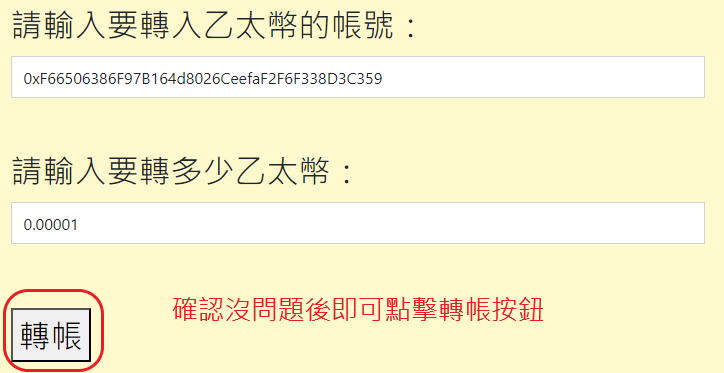 請輸入要轉入乙太幣的帳號：
0xF66506386F97B164d8026CeefaF2F6F338D3C359
請輸入要轉多少乙太幣：
0.00001
轉帳
確認沒問題後即可點擊轉帳按鈕